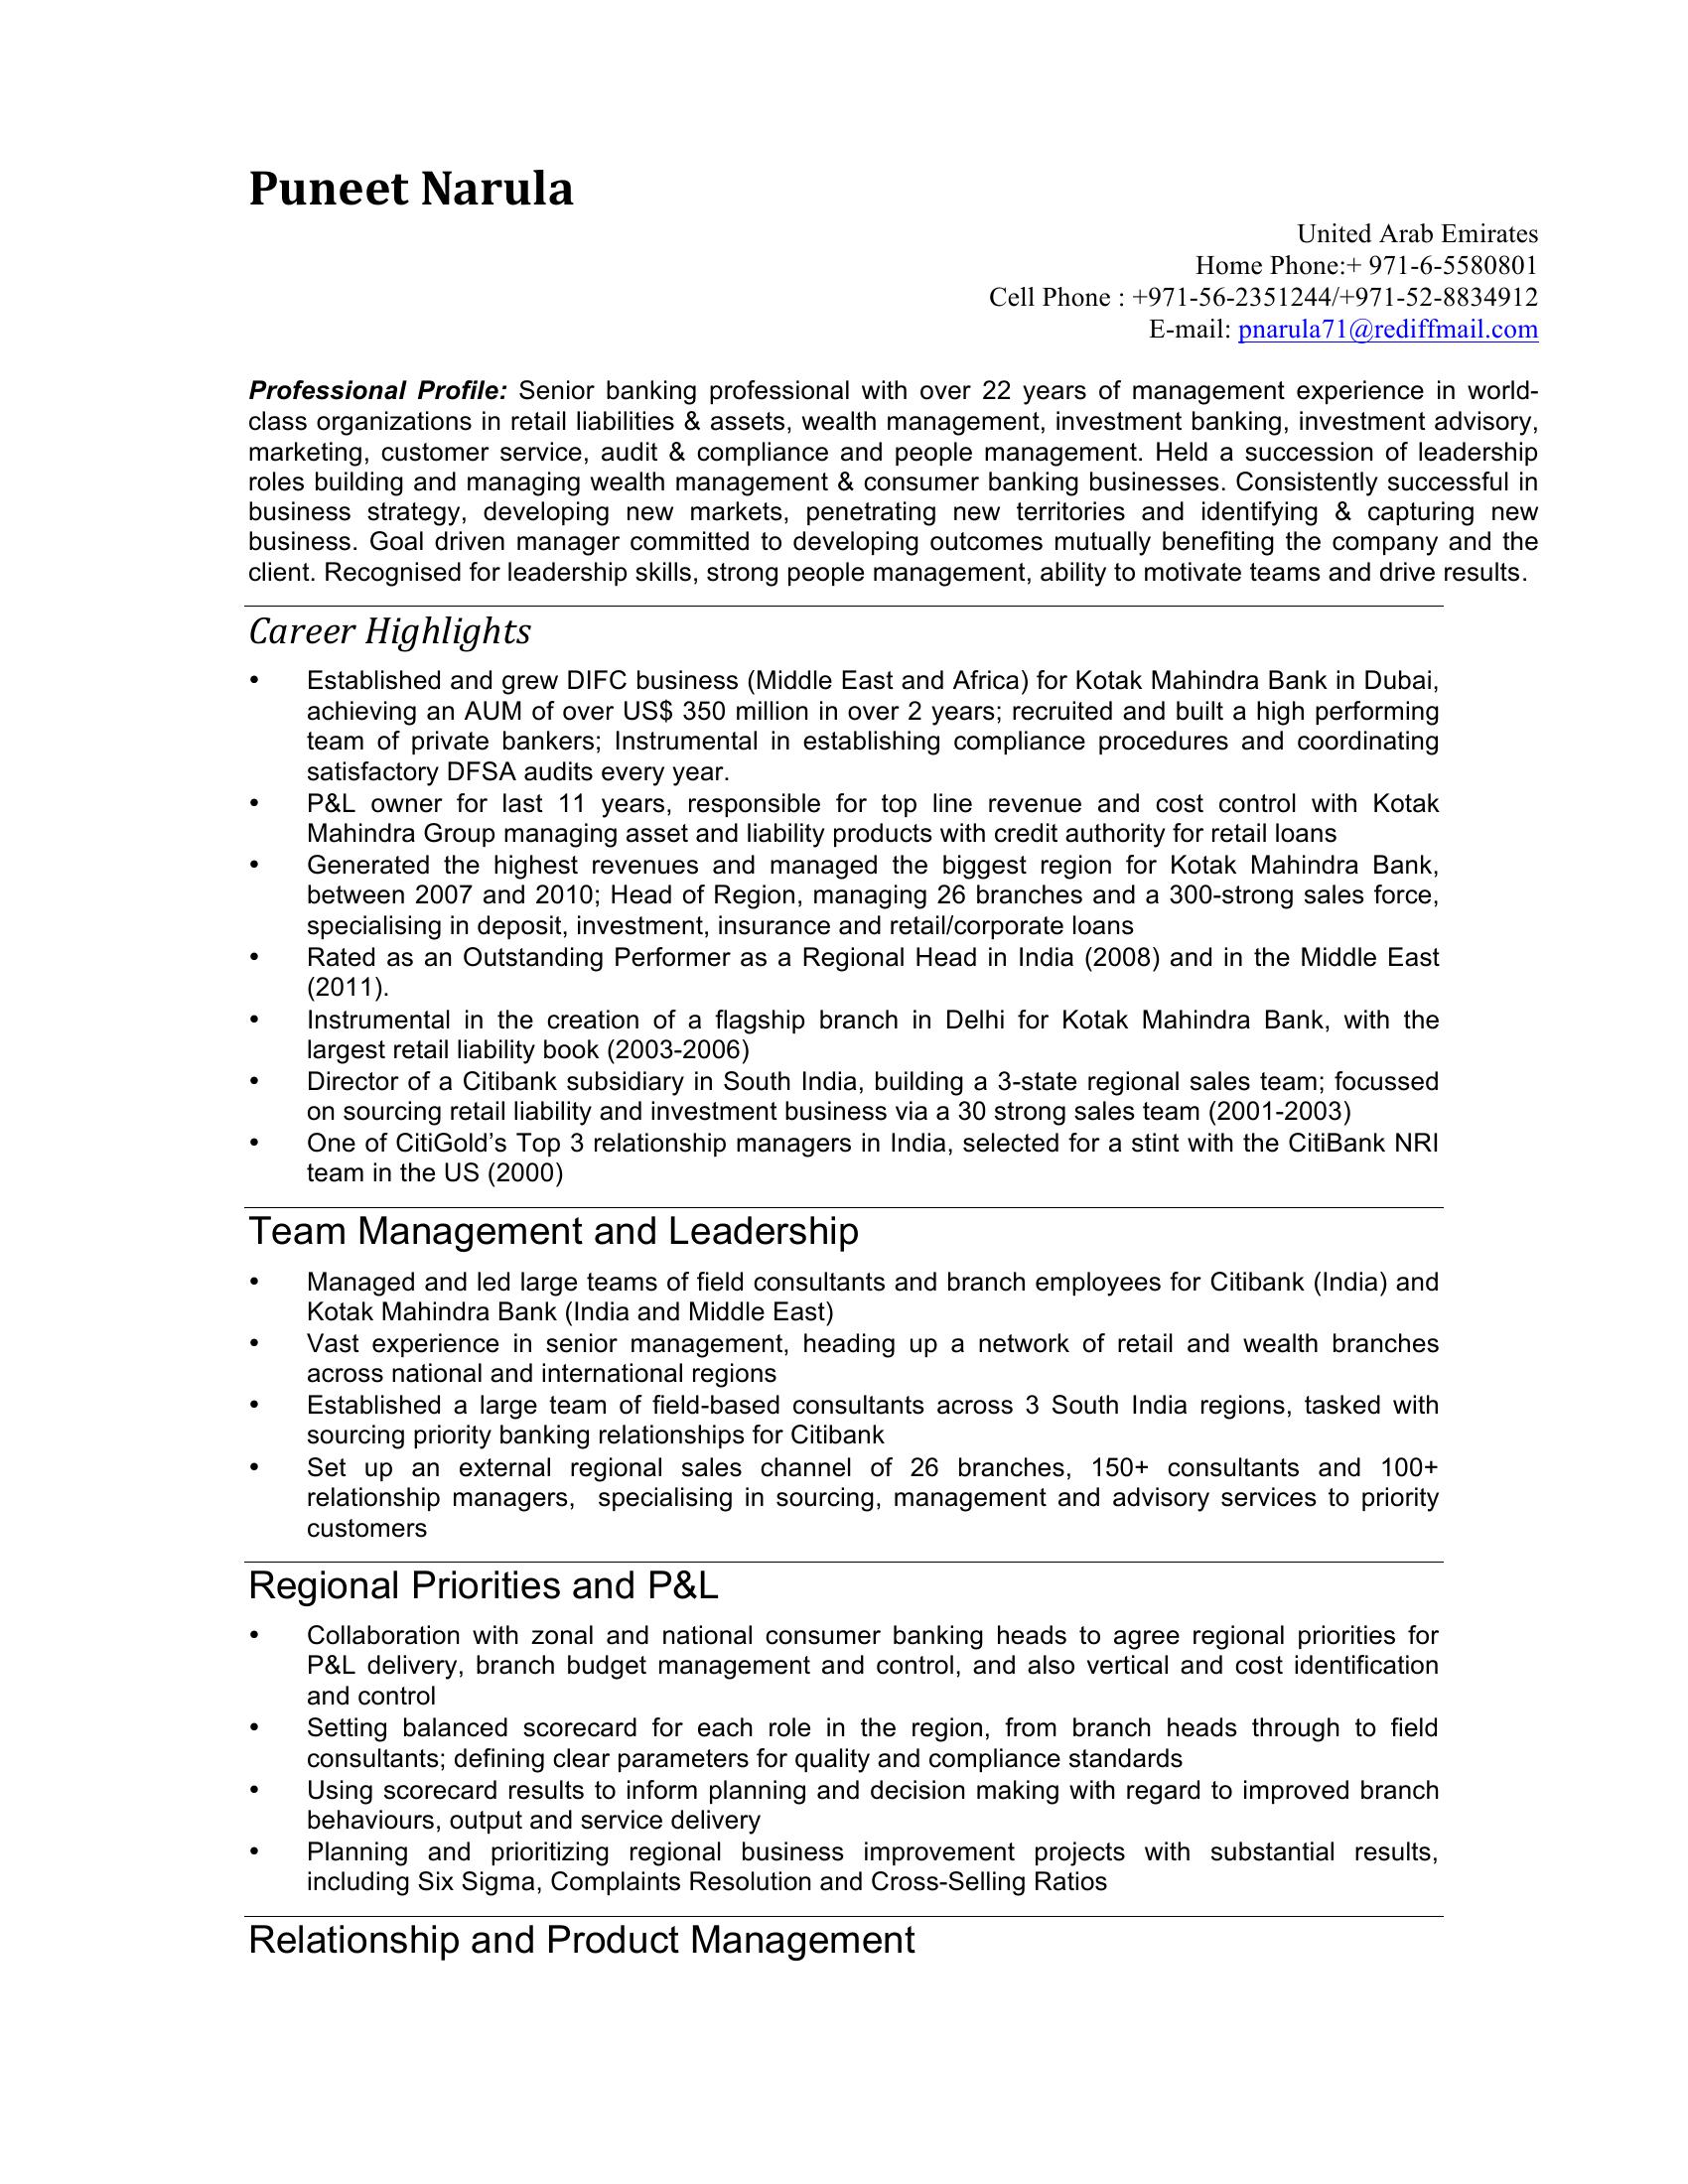 Puneet Narula
United Arab Emirates
Home Phone:+ 971-6-5580801
Cell Phone : +971-56-2351244/+971-52-8834912
E-mail: pnarula71@rediffmail.com
Professional Profile: Senior banking professional with over 22 years of management experience in world-
class organizations in retail liabilities & assets, wealth management, investment banking, investment advisory,
marketing, customer service, audit & compliance and people management. Held a succession of leadership
roles building and managing wealth management & consumer banking businesses. Consistently successful in
business strategy, developing new markets, penetrating new territories and identifying & capturing new
business. Goal driven manager committed to developing outcomes mutually benefiting the company and the
client. Recognised for leadership skills, strong people management, ability to motivate teams and drive results.
Career Highlights
• Established and grew DIFC business (Middle East and Africa) for Kotak Mahindra Bank in Dubai,
achieving an AUM of over US$ 350 million in over 2 years; recruited and built a high performing
team of private bankers; Instrumental in establishing compliance procedures and coordinating
satisfactory DFSA audits every year.
• P&L owner for last 11 years, responsible for top line revenue and cost control with Kotak
Mahindra Group managing asset and liability products with credit authority for retail loans
• Generated the highest revenues and managed the biggest region for Kotak Mahindra Bank,
between 2007 and 2010; Head of Region, managing 26 branches and a 300-strong sales force,
specialising in deposit, investment, insurance and retail/corporate loans
• Rated as an Outstanding Performer as a Regional Head in India (2008) and in the Middle East
(2011).
• Instrumental in the creation of a flagship branch in Delhi for Kotak Mahindra Bank, with the
largest retail liability book (2003-2006)
• Director of a Citibank subsidiary in South India, building a 3-state regional sales team; focussed
on sourcing retail liability and investment business via a 30 strong sales team (2001-2003)
• One of CitiGold’s Top 3 relationship managers in India, selected for a stint with the CitiBank NRI
team in the US (2000)
Team Management and Leadership
• Managed and led large teams of field consultants and branch employees for Citibank (India) and
Kotak Mahindra Bank (India and Middle East)
• Vast experience in senior management, heading up a network of retail and wealth branches
across national and international regions
• Established a large team of field-based consultants across 3 South India regions, tasked with
sourcing priority banking relationships for Citibank
• Set up an external regional sales channel of 26 branches, 150+ consultants and 100+
relationship managers,  specialising in sourcing, management and advisory services to priority
customers
Regional Priorities and P&L
• Collaboration with zonal and national consumer banking heads to agree regional priorities for
P&L delivery, branch budget management and control, and also vertical and cost identification
and control
• Setting balanced scorecard for each role in the region, from branch heads through to field
consultants; defining clear parameters for quality and compliance standards
• Using scorecard results to inform planning and decision making with regard to improved branch
behaviours, output and service delivery
• Planning and prioritizing regional business improvement projects with substantial results,
including Six Sigma, Complaints Resolution and Cross-Selling Ratios
Relationship and Product Management